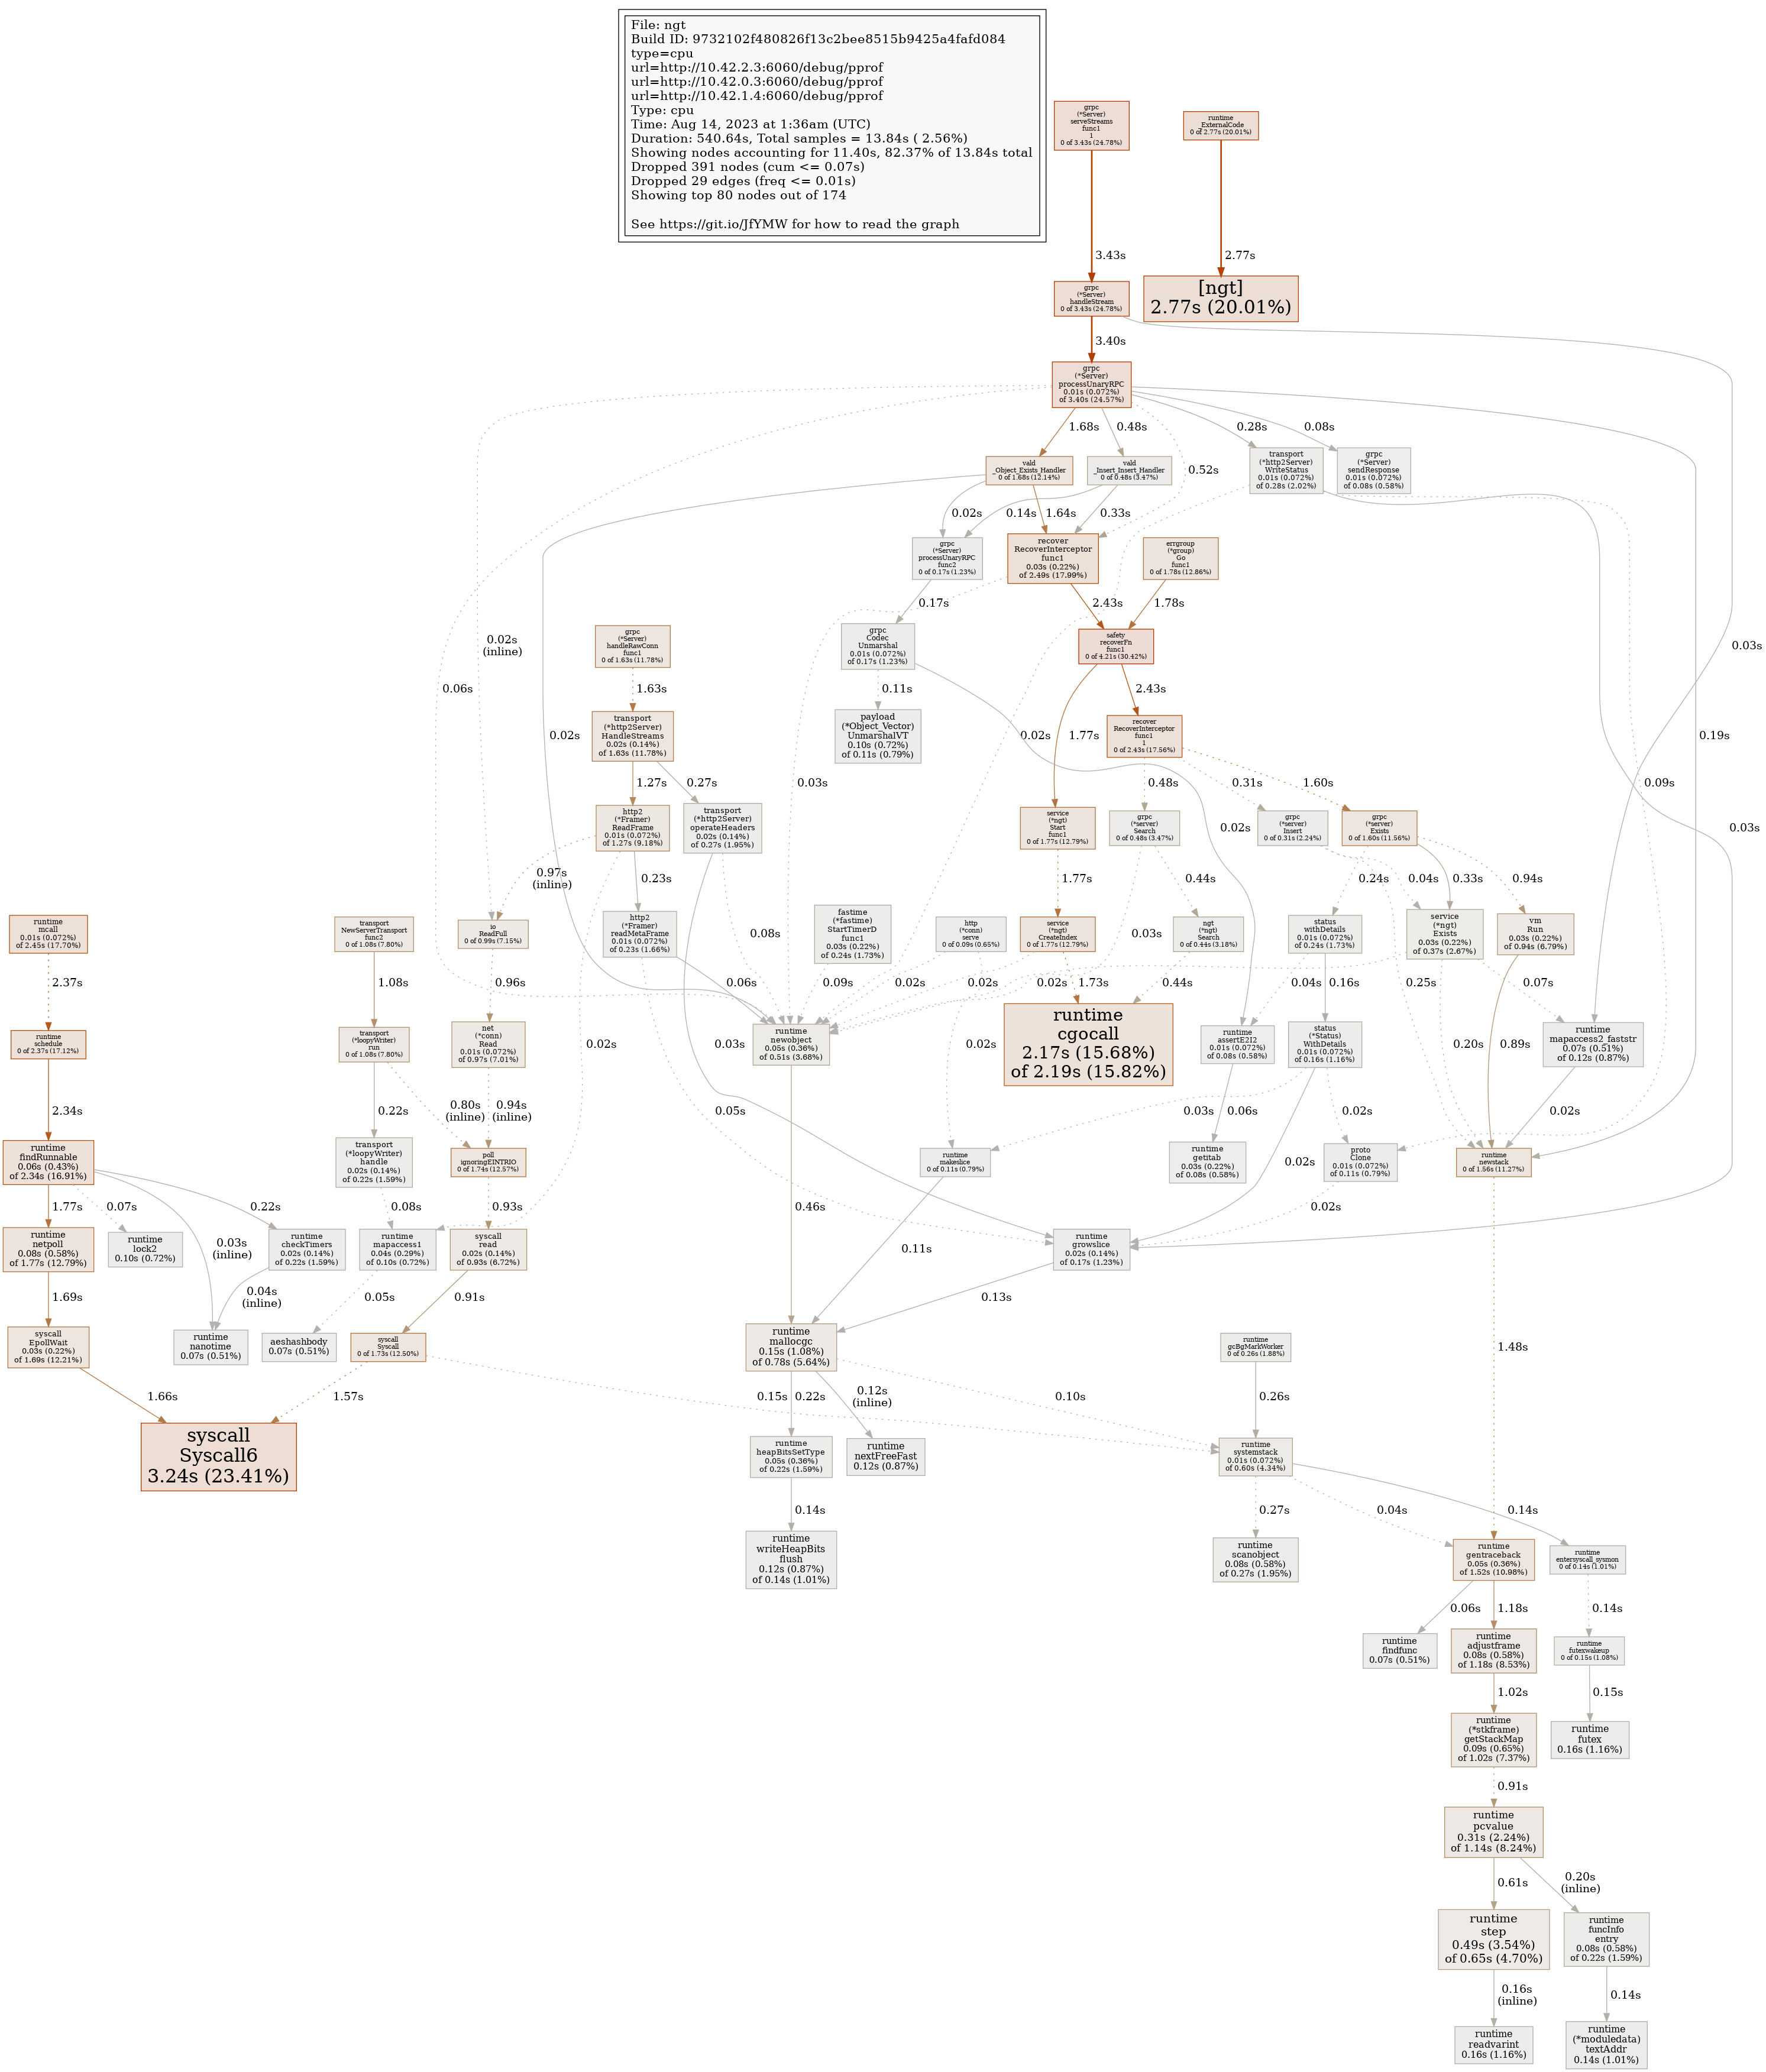 File: ngt
Build ID: 9732102f480826f13c2bee8515b9425a4fafd084
type=cpu
url=http://10.42.2.3:6060/debug/pprof
url=http://10.42.0.3:6060/debug/pprof
url=http://10.42.1.4:6060/debug/pprof
Type: cpu
Time: Aug 14, 2023 at 1:36am (UTC)
Duration: 540.64s, Total samples = 13.84s ( 2.56%)
Showing nodes accounting for 11.40s, 82.37% of 13.84s total
Dropped 391 nodes (cum <= 0.07s)
Dropped 29 edges (freq <= 0.01s)
Showing top 80 nodes out of 174
See https://git.io/JfYMW for how to read the graph
grpc
(*Server)
serveStreams
func1
1
0 of 3.43s (24.78%)
runtime
_ExternalCode
0 of 2.77s (20.01%)
3.43s
2.77s
grpc
(*Server)
handleStream
0 of 3.43s (24.78%)
[ngt]
2.77s (20.01%)
3.40s
grpc
(*Server)
processUnaryRPC
0.01s (0.072%)
of 3.40s (24.57%)
1.68s
0.48s
0.52s
0.28s
0.08s
vald
_Object_Exists_Handler
0 of 1.68s (12.14%)
vald
_Insert_Insert_Handler
0 of 0.48s (3.47%)
transport
(*http2Server)
WriteStatus
0.01s (0.072%)
of 0.28s (2.02%)
grpc
(*Server)
sendResponse
0.01s (0.072%)
of 0.08s (0.58%)
0.02s
0.14s
1.64s
0.33s
grpc
(*Server)
processUnaryRPC
func2
0 of 0.17s (1.23%)
recover
RecoverInterceptor
func1
0.03s (0.22%)
of 2.49s (17.99%)
errgroup
(*group)
Go
func1
0 of 1.78s (12.86%)
0.17s
2.43s
1.78s
grpc
(*Server)
handleRawConn
func1
0 of 1.63s (11.78%)
0.02s
(inline)
grpc
Codec
Unmarshal
0.01s (0.072%)
of 0.17s (1.23%)
safety
recoverFn
func1
0 of 4.21s (30.42%)
0.03s
0.06s
1.63s
0.11s
2.43s
transport
(*http2Server)
HandleStreams
0.02s (0.14%)
of 1.63s (11.78%)
payload
(*Object_Vector)
UnmarshalVT
0.10s (0.72%)
of 0.11s (0.79%)
recover
RecoverInterceptor
func1
1
0 of 2.43s (17.56%)
0.02s
0.02s
1.77s
0.19s
1.27s
0.27s
0.03s
0.48s
0.31s
1.60s
0.09s
http2
(*Framer)
ReadFrame
0.01s (0.072%)
of 1.27s (9.18%)
transport
(*http2Server)
operateHeaders
0.02s (0.14%)
of 0.27s (1.95%)
service
(*ngt)
Start
func1
0 of 1.77s (12.79%)
grpc
(*server)
Search
0 of 0.48s (3.47%)
grpc
(*server)
Insert
0 of 0.31s (2.24%)
grpc
(*server)
Exists
0 of 1.60s (11.56%)
0.02s
0.03s
0.97s
(inline)
0.23s
1.77s
0.44s
0.24s
0.04s
0.33s
0.94s
runtime
mcall
0.01s (0.072%)
of 2.45s (17.70%)
transport
NewServerTransport
func2
0 of 1.08s (7.80%)
io
ReadFull
0 of 0.99s (7.15%)
http2
(*Framer)
readMetaFrame
0.01s (0.072%)
of 0.23s (1.66%)
fastime
(*fastime)
StartTimerD
func1
0.03s (0.22%)
of 0.24s (1.73%)
http
(*conn)
serve
0 of 0.09s (0.65%)
service
(*ngt)
CreateIndex
0 of 1.77s (12.79%)
ngt
(*ngt)
Search
0 of 0.44s (3.18%)
status
withDetails
0.01s (0.072%)
of 0.24s (1.73%)
service
(*ngt)
Exists
0.03s (0.22%)
of 0.37s (2.67%)
vm
Run
0.03s (0.22%)
of 0.94s (6.79%)
0.08s
0.03s
2.37s
1.08s
0.96s
0.06s
0.09s
0.02s
0.02s
0.02s
1.73s
0.44s
0.04s
0.16s
0.25s
0.07s
runtime
schedule
0 of 2.37s (17.12%)
transport
(*loopyWriter)
run
0 of 1.08s (7.80%)
net
(*conn)
Read
0.01s (0.072%)
of 0.97s (7.01%)
0.02s
0.03s
runtime
newobject
0.05s (0.36%)
of 0.51s (3.68%)
0.02s
runtime
cgocall
2.17s (15.68%)
of 2.19s (15.82%)
runtime
assertE2I2
0.01s (0.072%)
of 0.08s (0.58%)
status
(*Status)
WithDetails
0.01s (0.072%)
of 0.16s (1.16%)
0.20s
0.89s
runtime
mapaccess2_faststr
0.07s (0.51%)
of 0.12s (0.87%)
2.34s
0.22s
0.80s
(inline)
0.94s
(inline)
0.05s
0.03s
0.06s
0.02s
0.02s
runtime
findRunnable
0.06s (0.43%)
of 2.34s (16.91%)
transport
(*loopyWriter)
handle
0.02s (0.14%)
of 0.22s (1.59%)
poll
ignoringEINTRIO
0 of 1.74s (12.57%)
runtime
makeslice
0 of 0.11s (0.79%)
runtime
getitab
0.03s (0.22%)
of 0.08s (0.58%)
0.02s
proto
Clone
0.01s (0.072%)
of 0.11s (0.79%)
runtime
newstack
0 of 1.56s (11.27%)
1.77s
0.07s
0.03s
(inline)
0.22s
0.08s
0.93s
0.46s
0.11s
0.02s
runtime
netpoll
0.08s (0.58%)
of 1.77s (12.79%)
runtime
lock2
0.10s (0.72%)
runtime
checkTimers
0.02s (0.14%)
of 0.22s (1.59%)
runtime
mapaccess1
0.04s (0.29%)
of 0.10s (0.72%)
syscall
read
0.02s (0.14%)
of 0.93s (6.72%)
runtime
growslice
0.02s (0.14%)
of 0.17s (1.23%)
1.69s
0.04s
(inline)
0.05s
0.91s
0.13s
syscall
EpollWait
0.03s (0.22%)
of 1.69s (12.21%)
runtime
nanotime
0.07s (0.51%)
aeshashbody
0.07s (0.51%)
syscall
Syscall
0 of 1.73s (12.50%)
runtime
mallocgc
0.15s (1.08%)
of 0.78s (5.64%)
runtime
gcBgMarkWorker
0 of 0.26s (1.88%)
1.48s
1.66s
1.57s
0.15s
0.22s
0.12s
(inline)
0.10s
0.26s
syscall
Syscall6
3.24s (23.41%)
runtime
heapBitsSetType
0.05s (0.36%)
of 0.22s (1.59%)
runtime
nextFreeFast
0.12s (0.87%)
runtime
systemstack
0.01s (0.072%)
of 0.60s (4.34%)
0.14s
0.27s
0.04s
0.14s
runtime
writeHeapBits
flush
0.12s (0.87%)
of 0.14s (1.01%)
runtime
scanobject
0.08s (0.58%)
of 0.27s (1.95%)
runtime
gentraceback
0.05s (0.36%)
of 1.52s (10.98%)
runtime
entersyscall_sysmon
0 of 0.14s (1.01%)
0.06s
1.18s
0.14s
runtime
findfunc
0.07s (0.51%)
runtime
adjustframe
0.08s (0.58%)
of 1.18s (8.53%)
runtime
futexwakeup
0 of 0.15s (1.08%)
1.02s
0.15s
runtime
(*stkframe)
getStackMap
0.09s (0.65%)
of 1.02s (7.37%)
runtime
futex
0.16s (1.16%)
0.91s
runtime
pcvalue
0.31s (2.24%)
of 1.14s (8.24%)
0.61s
0.20s
(inline)
runtime
step
0.49s (3.54%)
of 0.65s (4.70%)
runtime
funcInfo
entry
0.08s (0.58%)
of 0.22s (1.59%)
0.16s
(inline)
0.14s
runtime
readvarint
0.16s (1.16%)
runtime
(*moduledata)
textAddr
0.14s (1.01%)